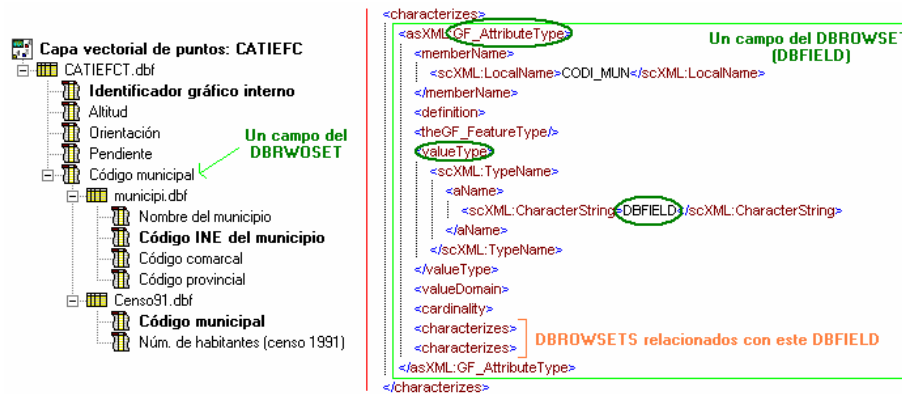 Capa vectorial de puntos: CATIEFC
CATIEFCT.dbf
Identificador gráfico interno
Altitud
Orientación
Pendiente
Código municipal
Un campo del
DBRWOSET
municipi.dbf
Nombre del municipio
Código INE del municipio
Código comarcal
Código provincial
Censo91.dbf
Código municipal
Núm. de habitantes (censo 1991)
<characterizes>
<asXML:GF_AttributeType>
Un campo del DBROWSET
(DBFIELD)
<memberName>
<scXML:LocalName>CODI_MUN</scXML:LocalName>
</memberName>
<definition>
<theGF_FeatureType/>
<valueType>
<scXML:TypeName>
<aName>
<scXML:CharacterString>DBFIELD</scXML:CharacterString>
</aName>
</scXML:TypeName>
</valueType>
<valueDomain>
<cardinality>
<characterizes>
<characterizes>
DBROWSETS relacionados con este DBFIELD
</asXML:GF_AttributeType>
</characterizes>